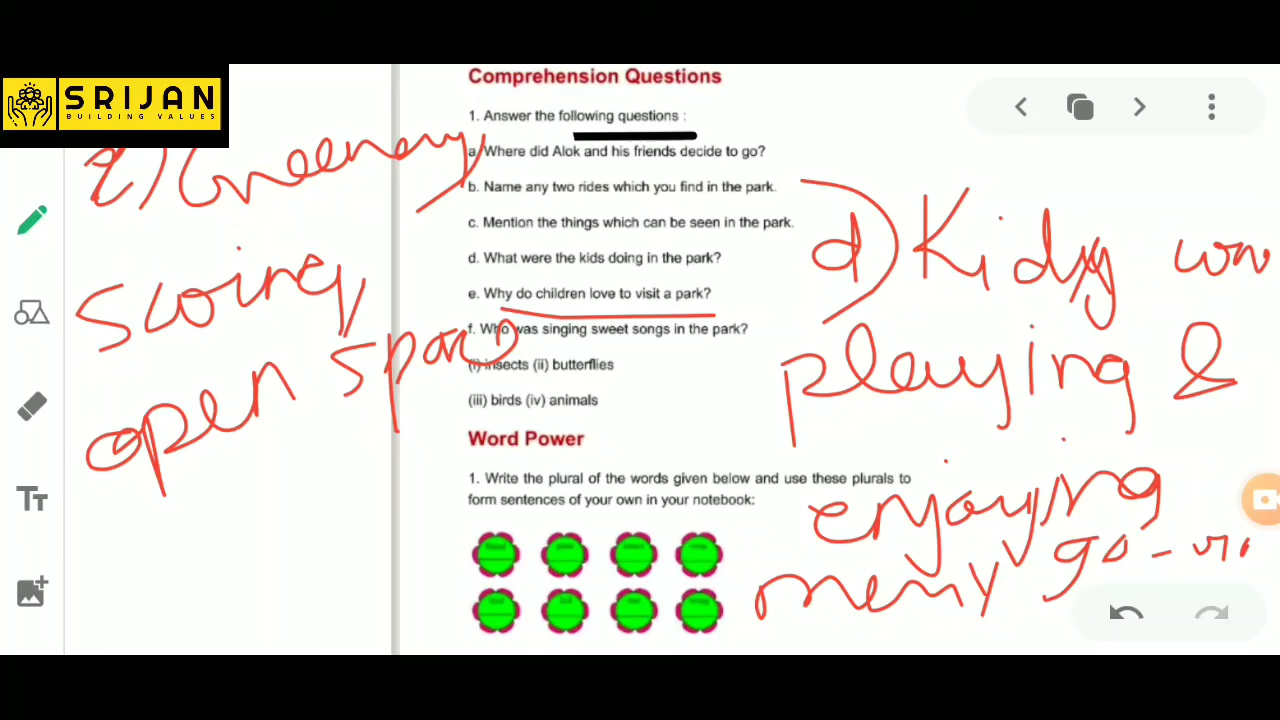 SRIJAN
BUILDING VALUES
Comprehension Questions
1. Answer the following questions :
a. Where did Alok and his friends decide to go?
b. Name any two rides which you find in the park.
c. Mention the things which can be seen in the park.
d. What were the kids doing in the park?
e. Why do children love to visit a park?
f. Who was singing sweet songs in the park?
(i) insects (ii) butterflies
(iii) birds (iv) animals
Word Power
1. Write the plural of the words given below and use these plurals to
form sentences of your own in your notebook:
Greenery
swing,
open space
d) Kids
playing &
enjoying
merry go-
TT